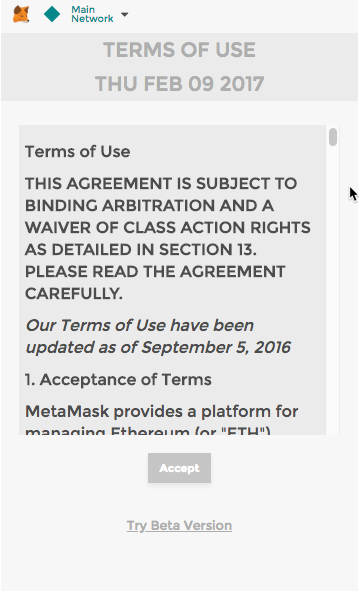 Main
Network
TERMS OF USE
THU FEB 09 2017
Terms of Use
THIS AGREEMENT IS SUBJECT TO
BINDING ARBITRATION AND A
WAIVER OF CLASS ACTION RIGHTS
AS DETAILED IN SECTION 13.
PLEASE READ THE AGREEMENT
CAREFULLY.
Our Terms of Use have been
updated as of September 5, 2016
1. Acceptance of Terms
MetaMask provides a platform for
managing Ethereum (or "ETH")
Accept
Try Beta Version